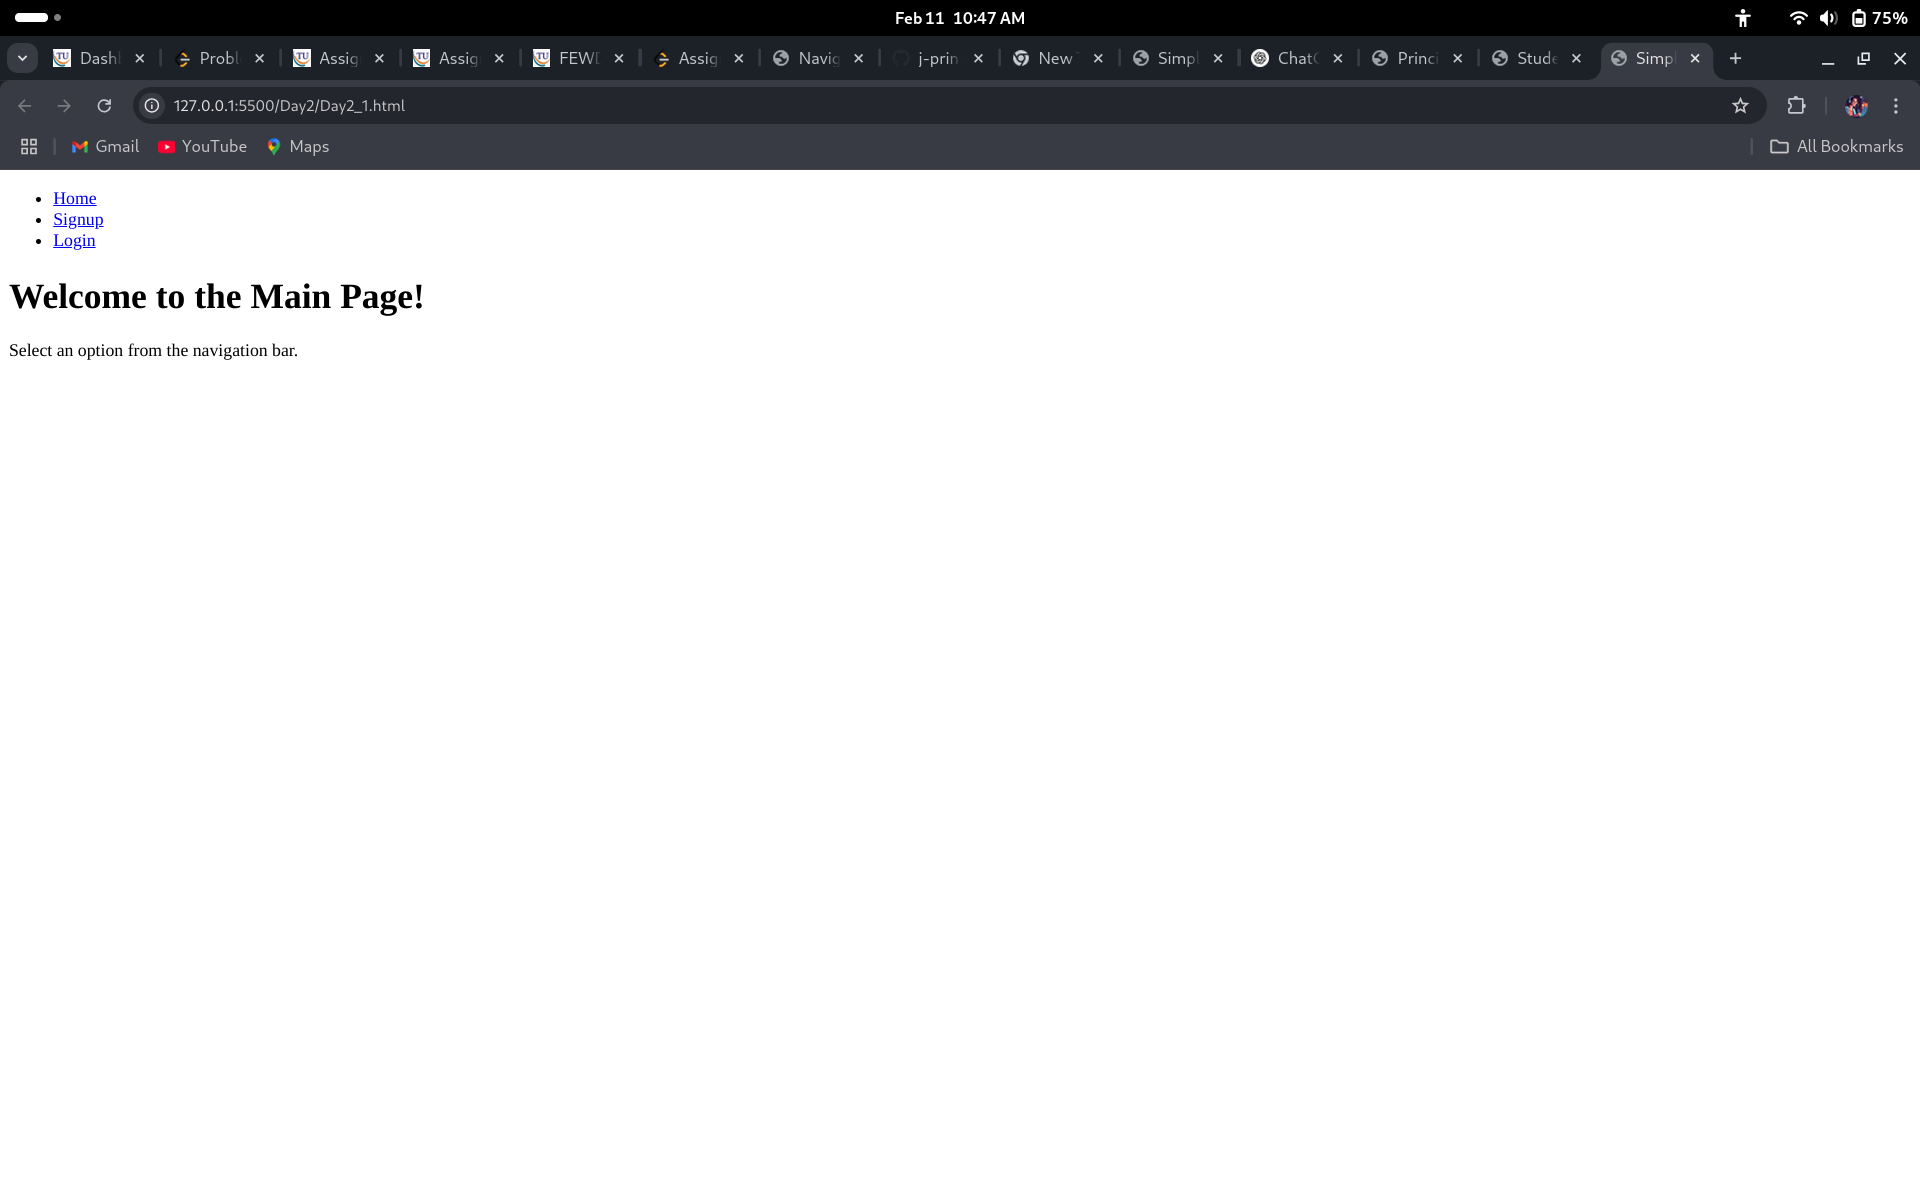 Feb 11 10:47 AM
75%
Dash
Probl
Assig
Assig
FEWD
Assig
Navig
j-prin
New
Simpl
ChatG
Princi
Stude
Simpl
127.0.0.1:5500/Day2/Day2_1.html
Gmail
YouTube
Maps
All Bookmarks
Home
Signup
Login
Welcome to the Main Page!
Select an option from the navigation bar.